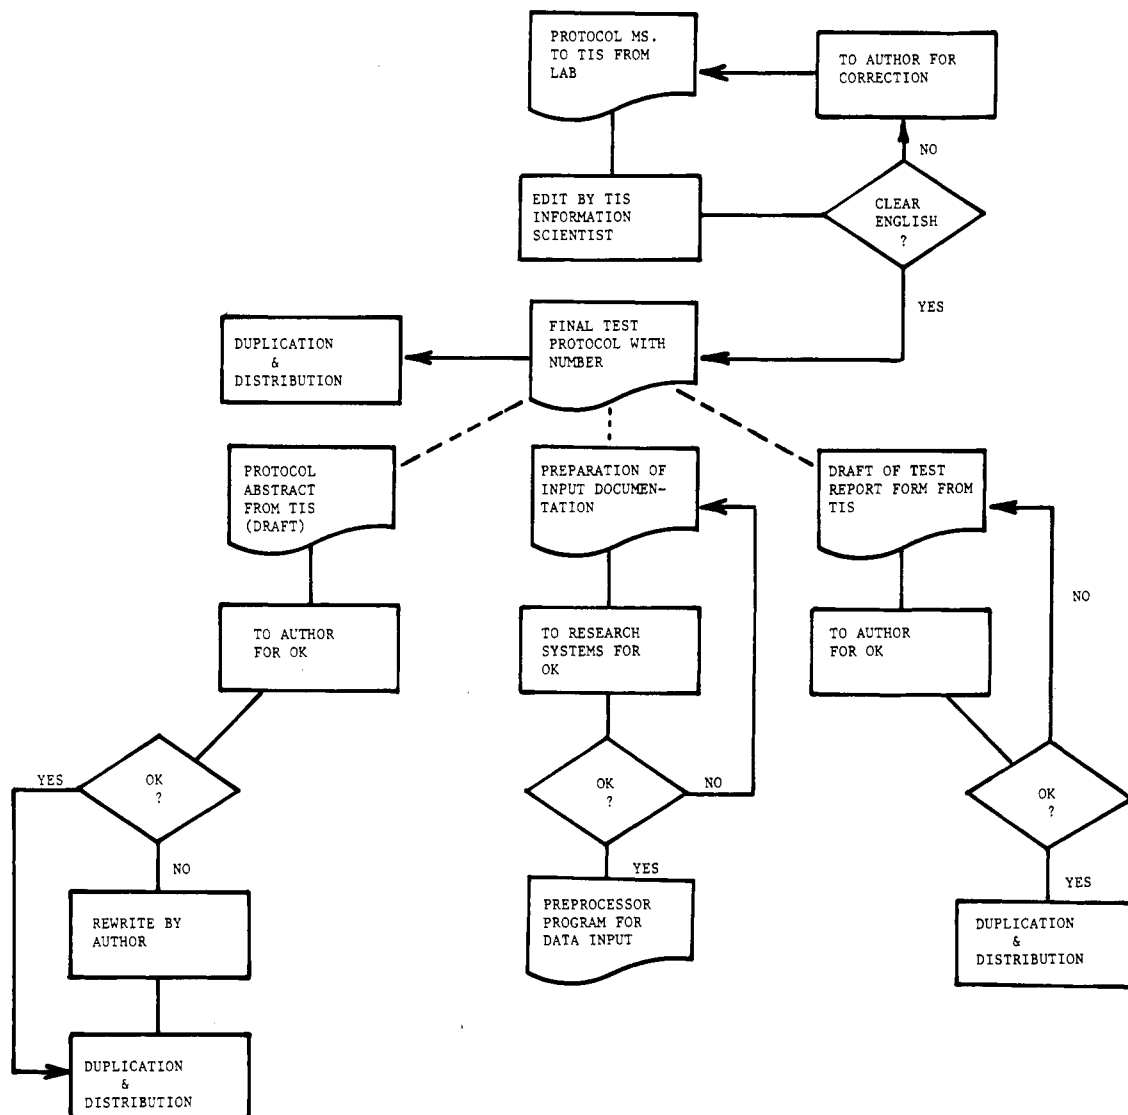 PROTOCOL MS.
TO TIS FROM
LAB
TO AUTHOR FOR
CORRECTION
NO
EDIT BY TIS
INFORMATION
SCIENTIST
CLEAR
ENGLISH
?
YES
DUPLICATION
&
DISTRIBUTION
FINAL TEST
PROTOCOL WITH
NUMBER
PROTOCOL
ABSTRACT
FROM TIS
(DRAFT)
PREPARATION OF
INPUT DOCUMEN-
TATION
DRAFT OF TEST
REPORT FORM FROM
TIS
NO
TO AUTHOR
FOR OK
TO RESEARCH
SYSTEMS FOR
OK
TO AUTHOR
FOR OK
YES
OK
?
NO
OK
?
NO
YES
OK
?
YES
REWRITE BY
AUTHOR
PREPROCESSOR
PROGRAM FOR
DATA INPUT
DUPLICATION
&
DISTRIBUTION
DUPLICATION
&
DISTRIBUTION